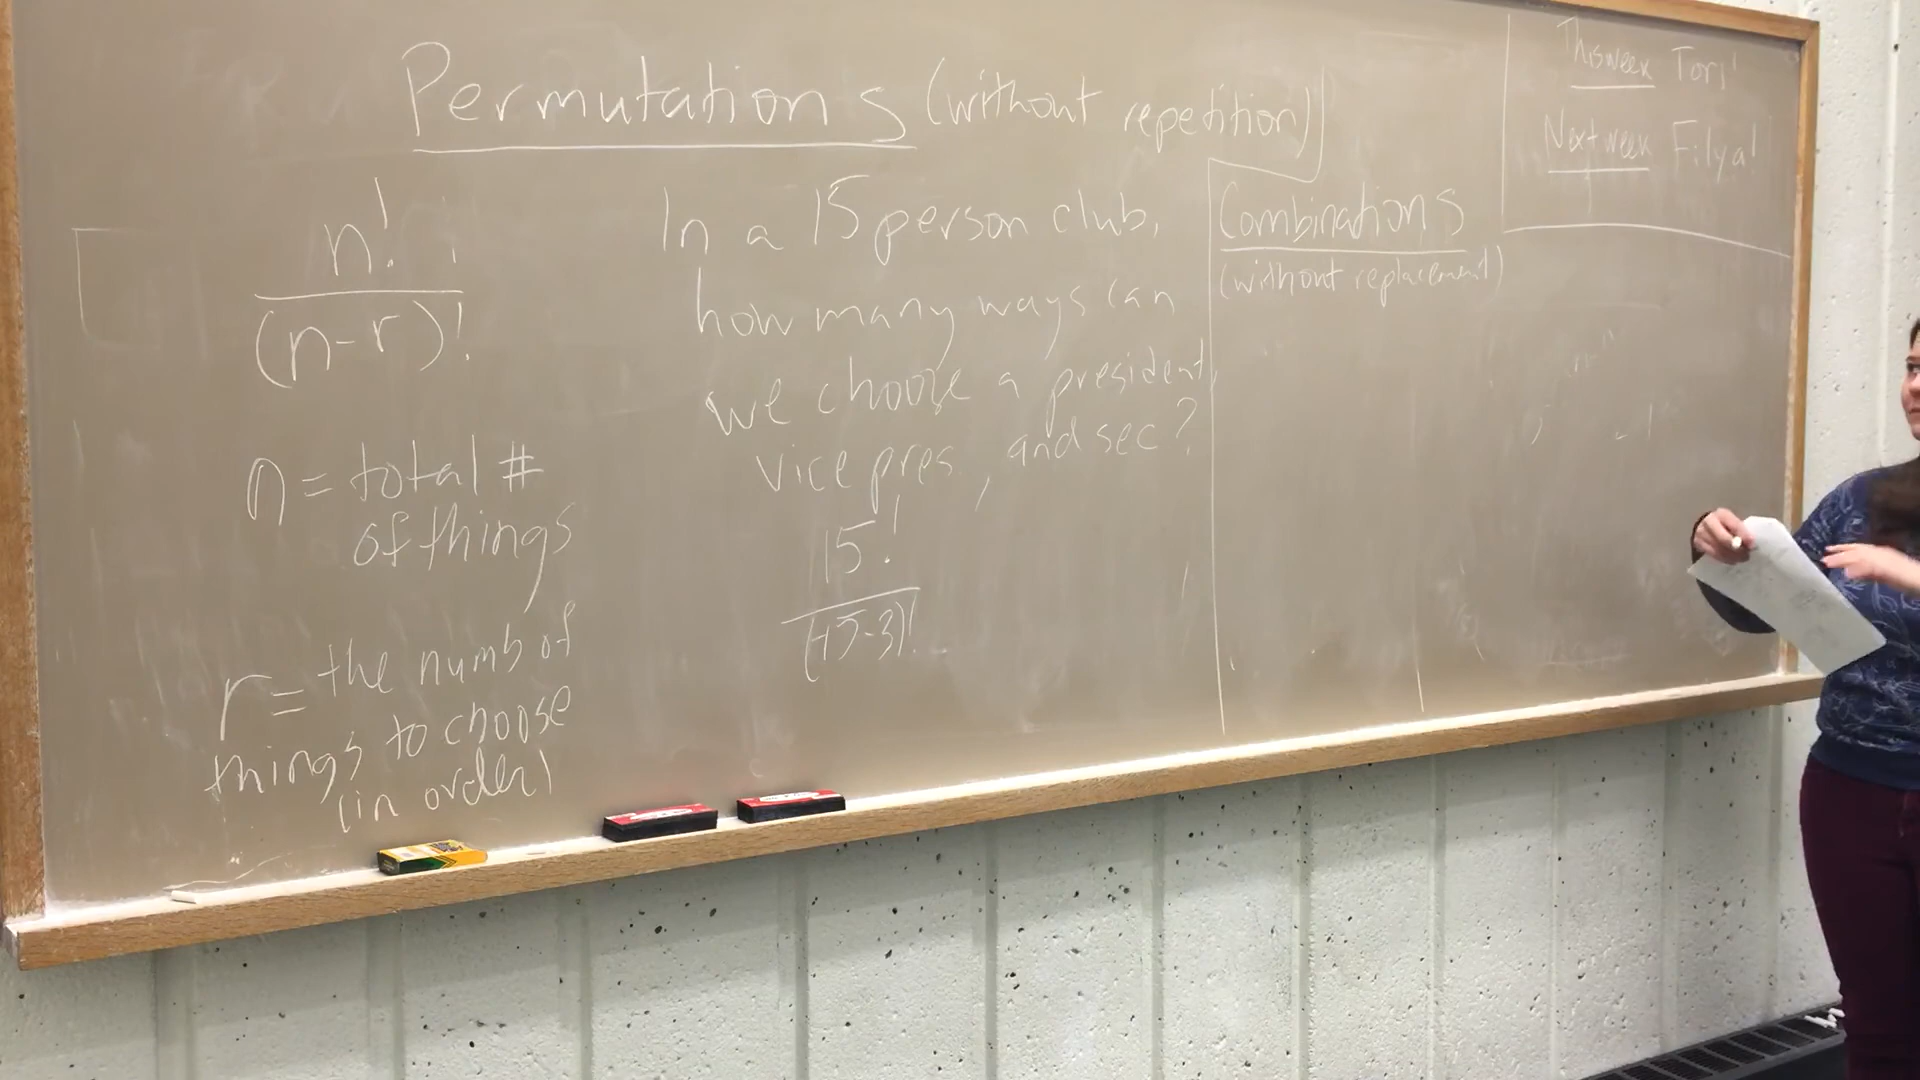 Permutations (without repetition)
n!
(n-r)!
n = total #
of things
r = the numb of
things to choose
(in order)
In a 15 person club,
how many ways can
we choose a president,
vice pres., and sec?
15!
(15-3)!
Combinations
(without replacement)
This week Tori!
Next week Filya!